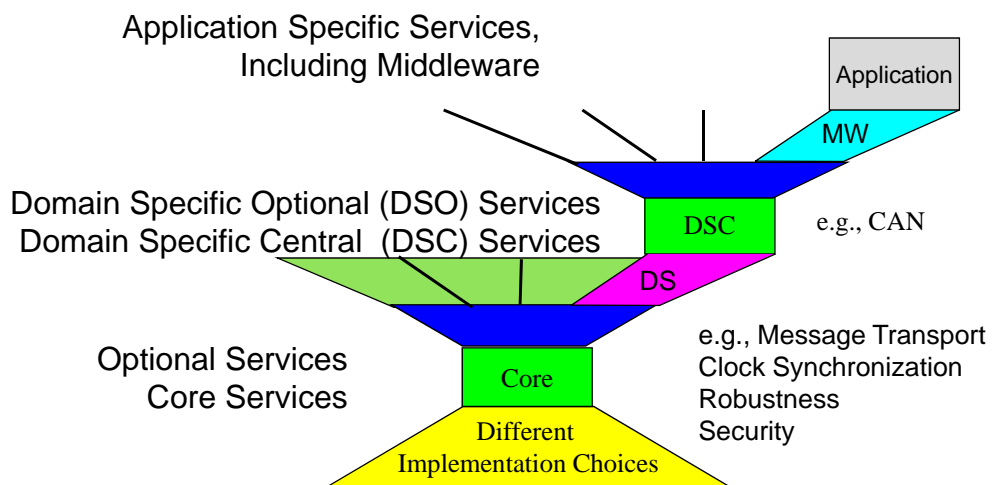 Application Specific Services,
Including Middleware
Application
MW
Domain Specific Optional (DSO) Services
Domain Specific Central (DSC) Services
DSC
e.g., CAN
DS
Optional Services
Core Services
Core
e.g., Message Transport
Clock Synchronization
Robustness
Security
Different
Implementation Choices